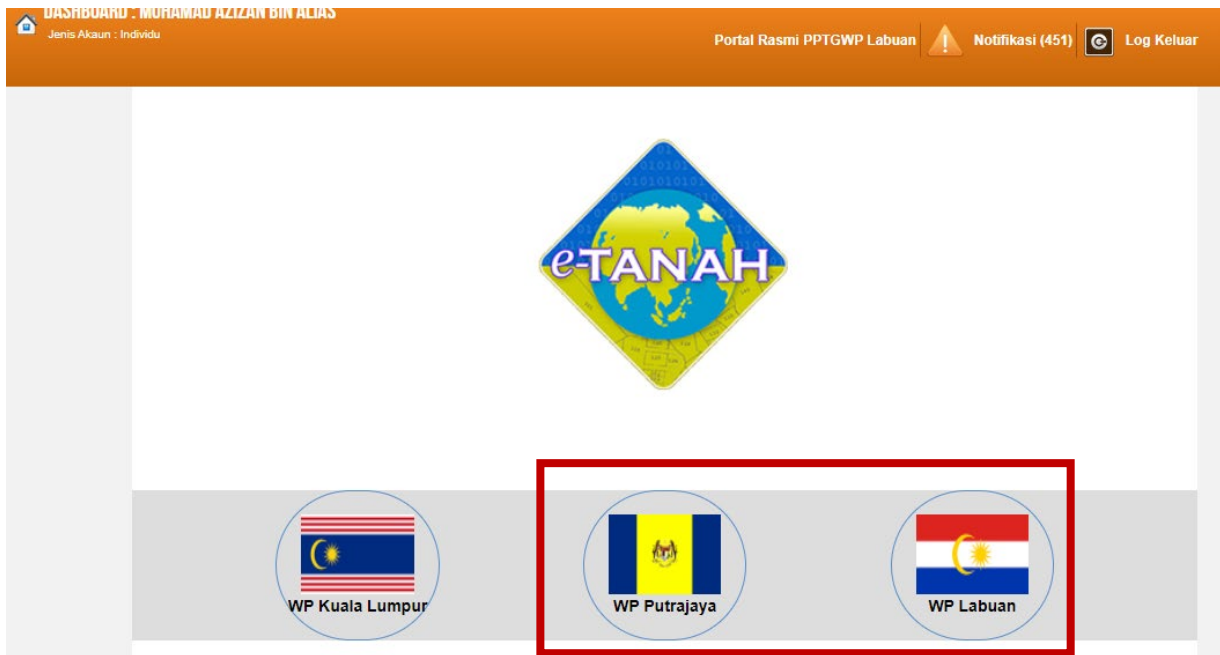 DASHBOARD : MUHAMAD AZIZAN BIN ALIAS
Jenis Akaun : Individu
Portal Rasmi PPTGWP Labuan
Notifikasi (451)
Log Keluar
e-TANAH
WP Kuala Lumpur
WP Putrajaya
WP Labuan